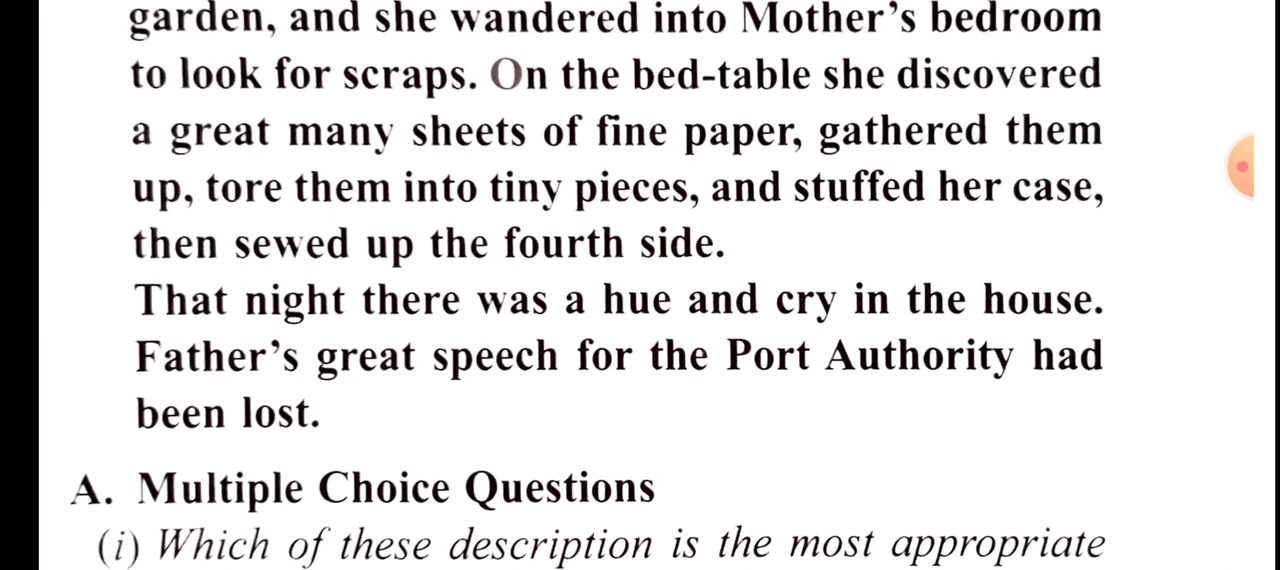 garden, and she wandered into Mother's bedroom
to look for scraps. On the bed-table she discovered
a great many sheets of fine paper, gathered them
up, tore them into tiny pieces, and stuffed her case,
then sewed up the fourth side.
That night there was a hue and cry in the house.
Father's great speech for the Port Authority had
been lost.
A. Multiple Choice Questions
(i) Which of these description is the most appropriate